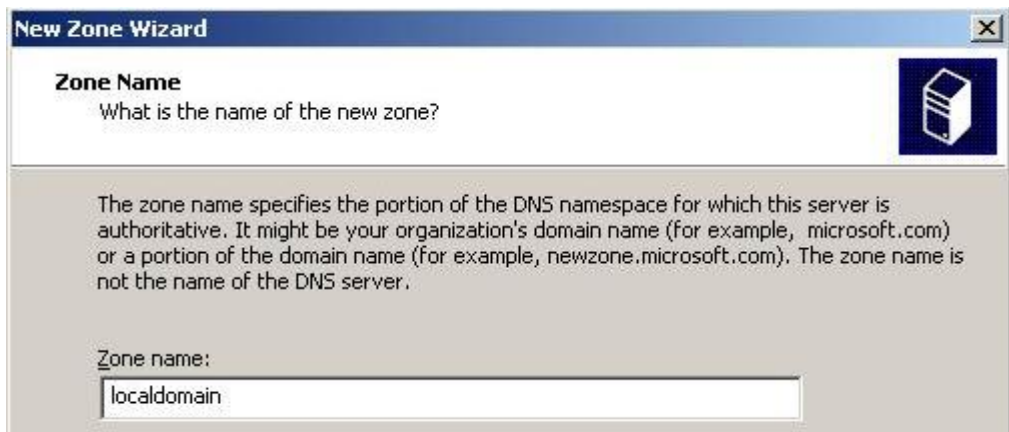 New Zone Wizard
Zone Name
What is the name of the new zone?
The zone name specifies the portion of the DNS namespace for which this server is
authoritative. It might be your organization's domain name (for example, microsoft.com)
or a portion of the domain name (for example, newzone.microsoft.com). The zone name is
not the name of the DNS server.
Zone name:
localdomain